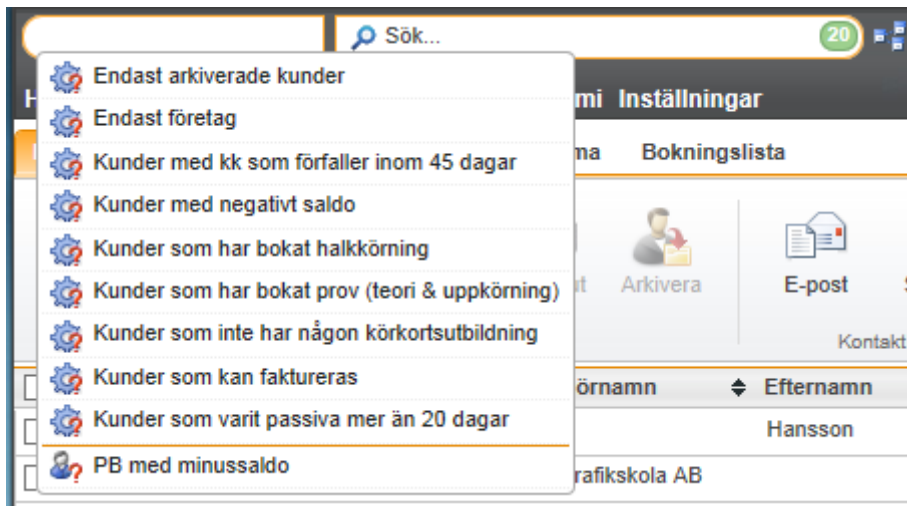 Sök...
20
Endast arkiverade kunder
Endast företag
Kunder med kk som förfaller inom 45 dagar
Kunder med negativt saldo
Kunder som har bokat halkkörning
Kunder som har bokat prov (teori & uppkörning)
Kunder som inte har någon körkortsutbildning
Kunder som kan faktureras
Kunder som varit passiva mer än 20 dagar
PB med minussaldo
Inställningar
Bokningslista
Arkivera
E-post
Kontakt
Efternamn
Hansson
rafikskola AB